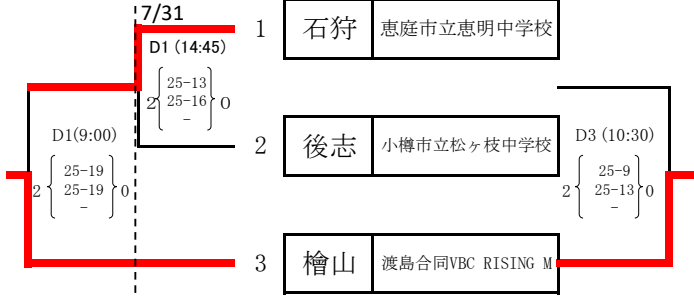 7/31
1 石狩 恵庭市立恵明中学校
D1 (14:45)
25-13
2 25-16 0
-
D1(9:00)
2 後志 小樽市立松ヶ枝中学校
D3 (10:30)
25-19
2 25-19 0
-
25-9
2 25-13 0
-
3 檜山 渡島合同VBC RISING M